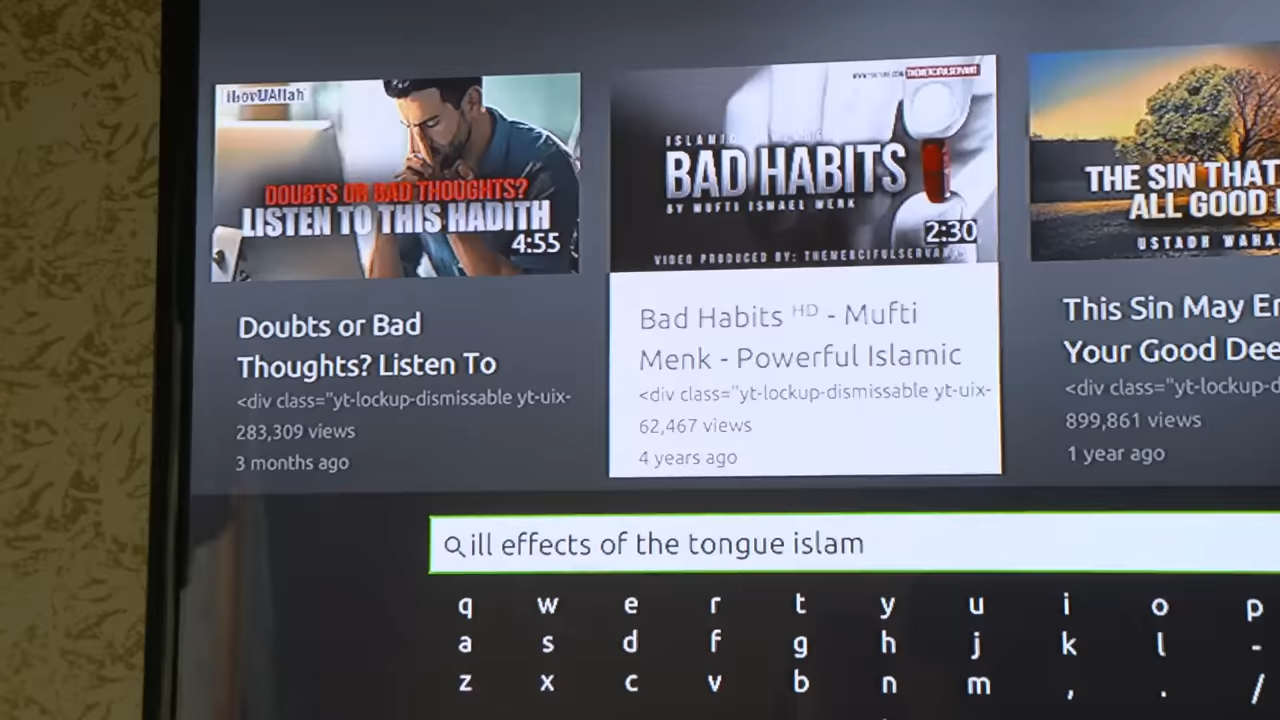 iLovUAllah
DOUBTS OR BAD THOUGHTS?
LISTEN TO THIS HADITH
4:55
Doubts or Bad
Thoughts? Listen To
<div class="yt-lockup-dismissable yt-uix-
283,309 views
3 months ago
THEMERCIFULSERVANT
ISLAMIC
BAD HABITS
BY MUFTI ISMAEL MENK
2:30
VIDEO PRODUCED BY: THEMERCIFULSERVANT
Bad Habits HD - Mufti
Menk - Powerful Islamic
<div class="yt-lockup-dismissable yt-uix-
62,467 views
4 years ago
THE SIN THAT
ALL GOOD
USTADH WAHA
This Sin May Er
Your Good Dee
<div class="yt-lockup-d
899,861 views
1 year ago
ill effects of the tongue islam
q w e r t y u i o p
a s d f g h j k l -
z x c v b n m , . /